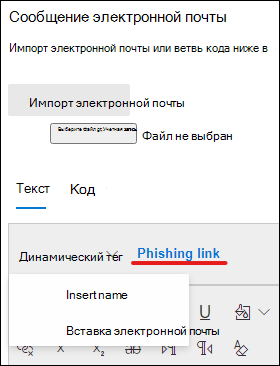 Сообщение электронной почты
Импорт электронной почты или ветвь кода ниже в
Импорт электронной почты
Выберите файл gt; Учетная запись Файл не выбран
Текст Код
Динамический тег Phishing link
Insert name
Вставка электронной почты